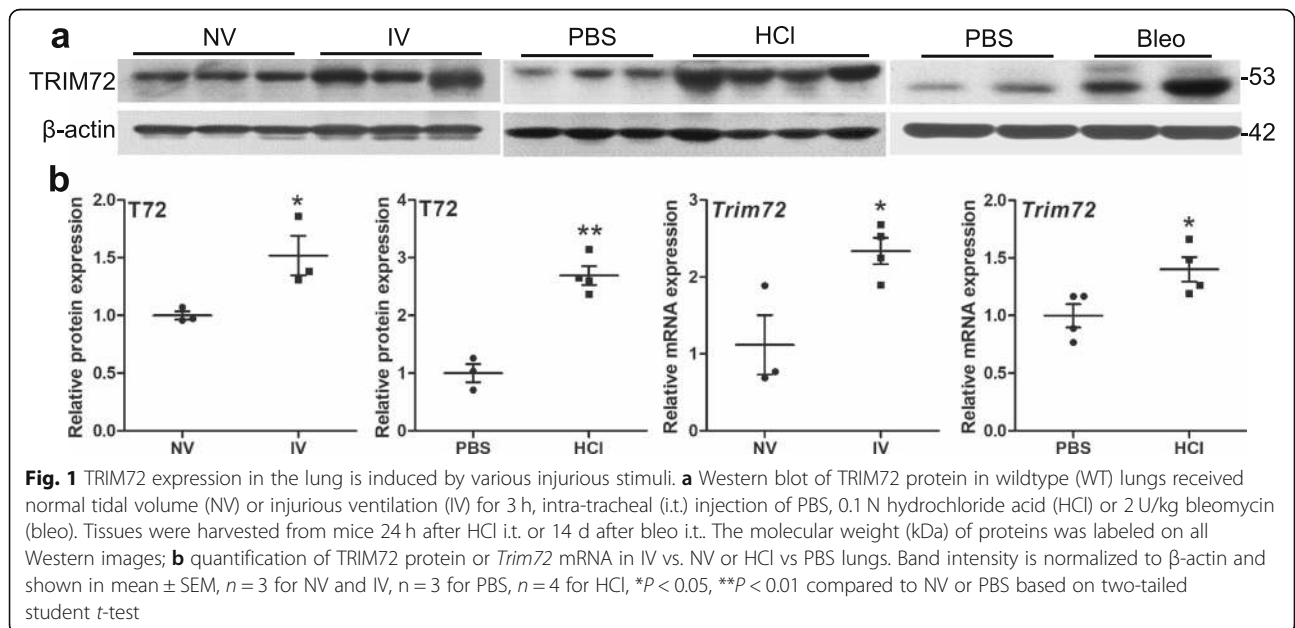 a
NV IV PBS HCl PBS Bleo
TRIM72 -53
β-actin -42
b
T72 * T72 ** Trim72 * Trim72 *
Relative protein expression
2.0
1.5
1.0
0.5
0.0
NV IV
Relative protein expression
4
3
2
1
0
PBS HCl
Relative mRNA expression
3
2
1
0
NV IV
Relative mRNA expression
2.0
1.5
1.0
0.5
0.0
PBS HCl
Fig. 1 TRIM72 expression in the lung is induced by various injurious stimuli. a Western blot of TRIM72 protein in wildtype (WT) lungs received
normal tidal volume (NV) or injurious ventilation (IV) for 3 h, intra-tracheal (i.t.) injection of PBS, 0.1 N hydrochloride acid (HCl) or 2 U/kg bleomycin
(bleo). Tissues were harvested from mice 24 h after HCl i.t. or 14 d after bleo i.t.. The molecular weight (kDa) of proteins was labeled on all
Western images; b quantification of TRIM72 protein or Trim72 mRNA in IV vs. NV or HCl vs PBS lungs. Band intensity is normalized to β-actin and
shown in mean ± SEM, n = 3 for NV and IV, n = 3 for PBS, n = 4 for HCl, *P < 0.05, **P < 0.01 compared to NV or PBS based on two-tailed
student t-test